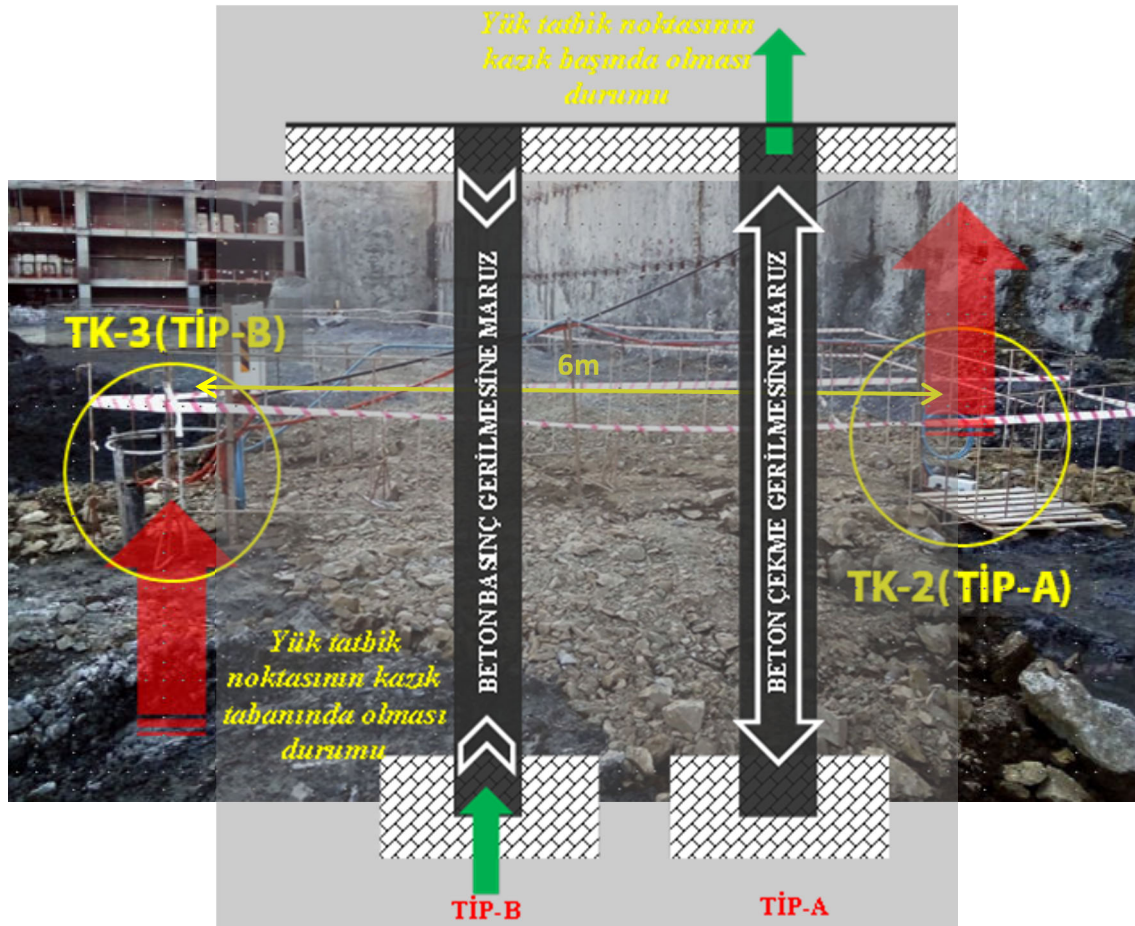 Yük tatbik noktasının
kazık başında olması
durumu
TK-3(TİP-B)
6m
BETON BASINÇ GERİLMESİNE MARUZ
BETON ÇEKME GERİLMESİNE MARUZ
TK-2(TİP-A)
Yük tatbik
noktasının kazık
tabanında olması
durumu
TİP-B
TİP-A